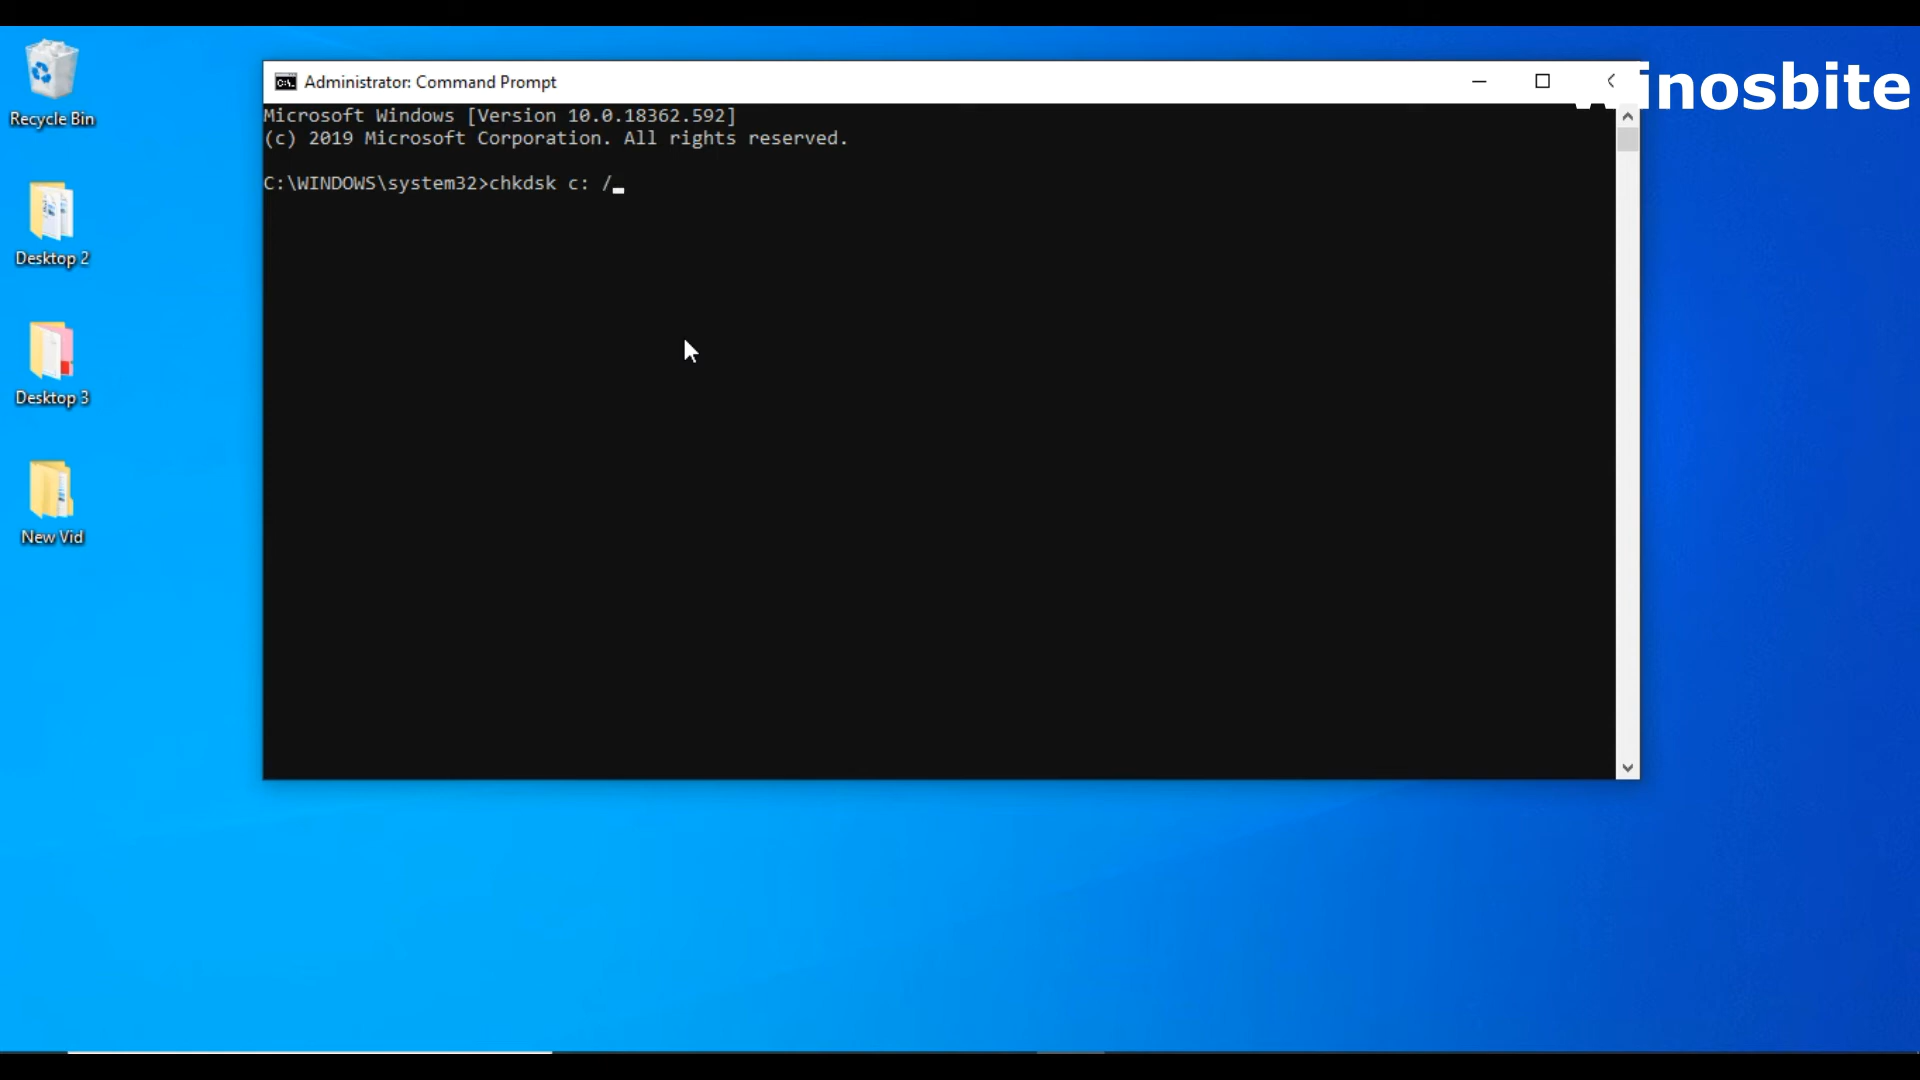 Administrator: Command Prompt
Microsoft Windows [Version 10.0.18362.592]
(c) 2019 Microsoft Corporation. All rights reserved.
C:\WINDOWS\system32>chkdsk c: /
Recycle Bin
Desktop 2
Desktop 3
New Vid